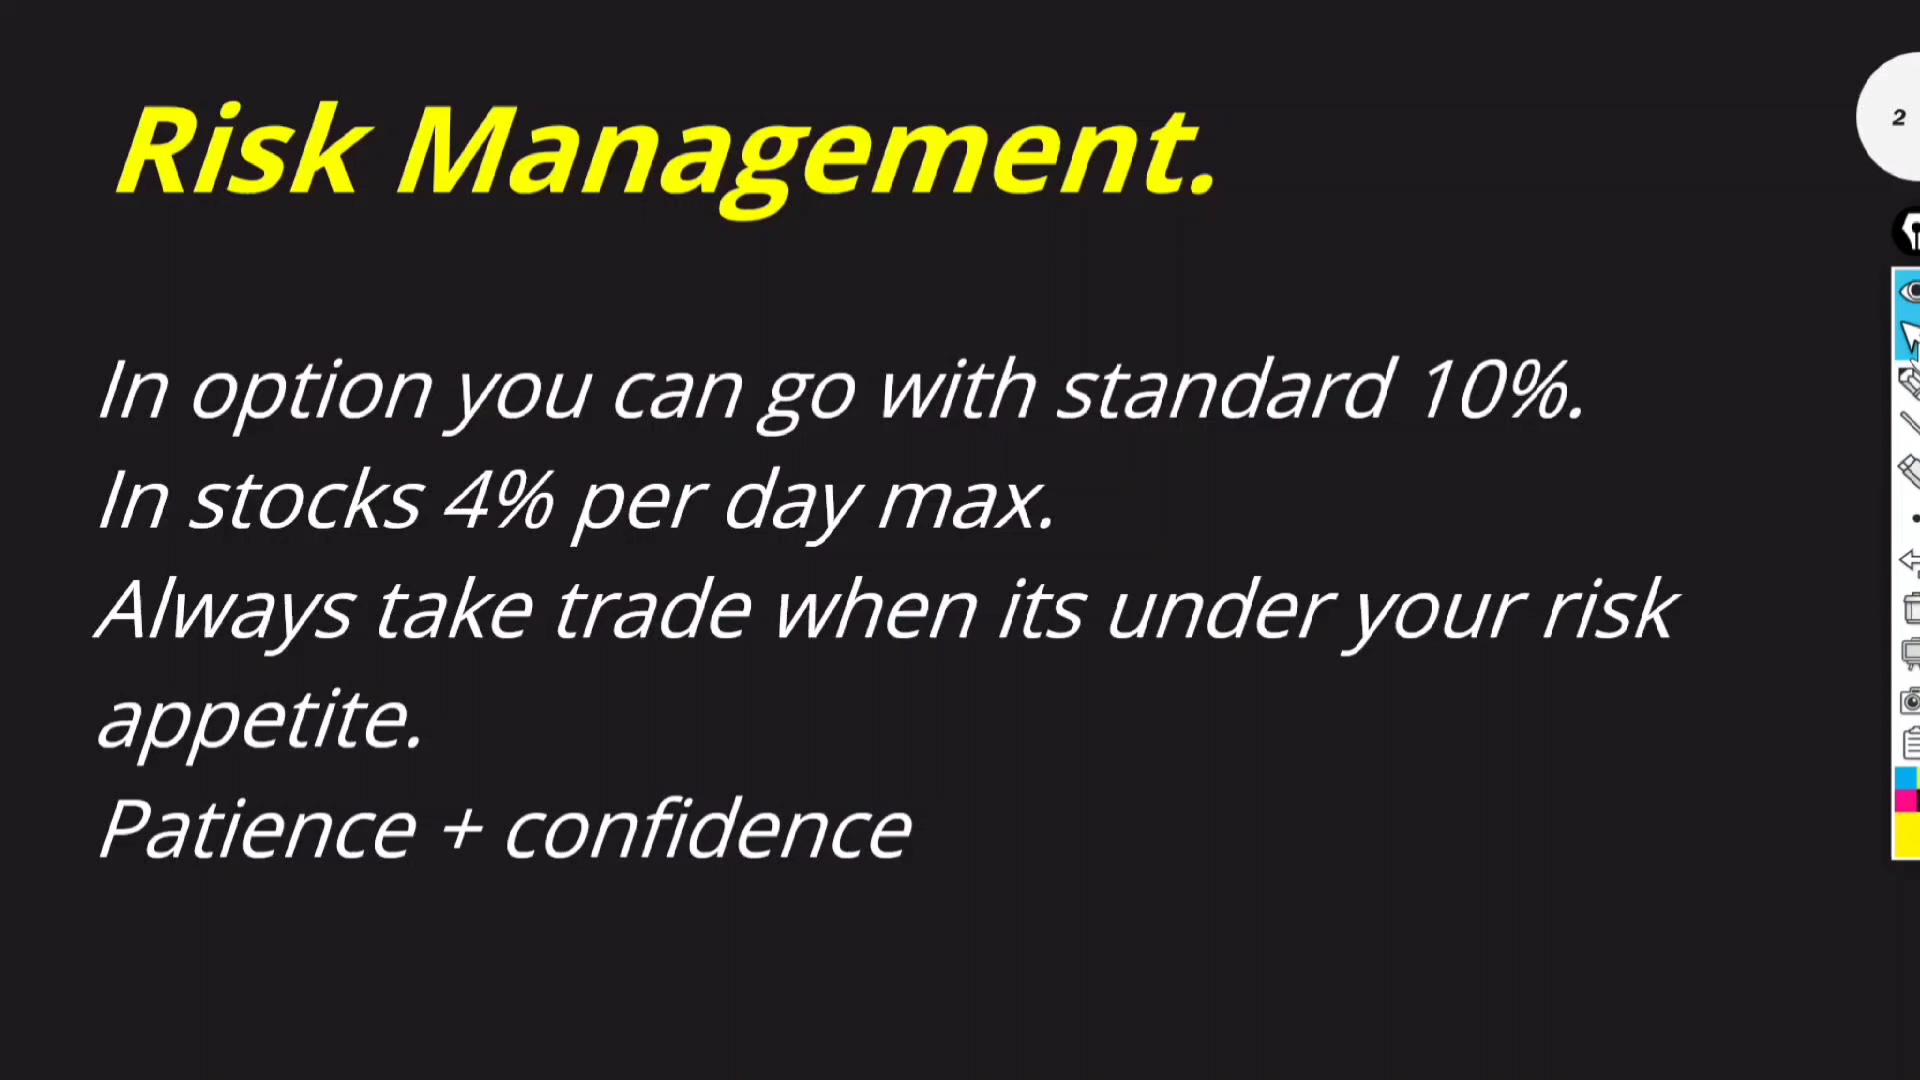 Risk Management.
2
In option you can go with standard 10%.
In stocks 4% per day max.
Always take trade when its under your risk
appetite.
Patience + confidence